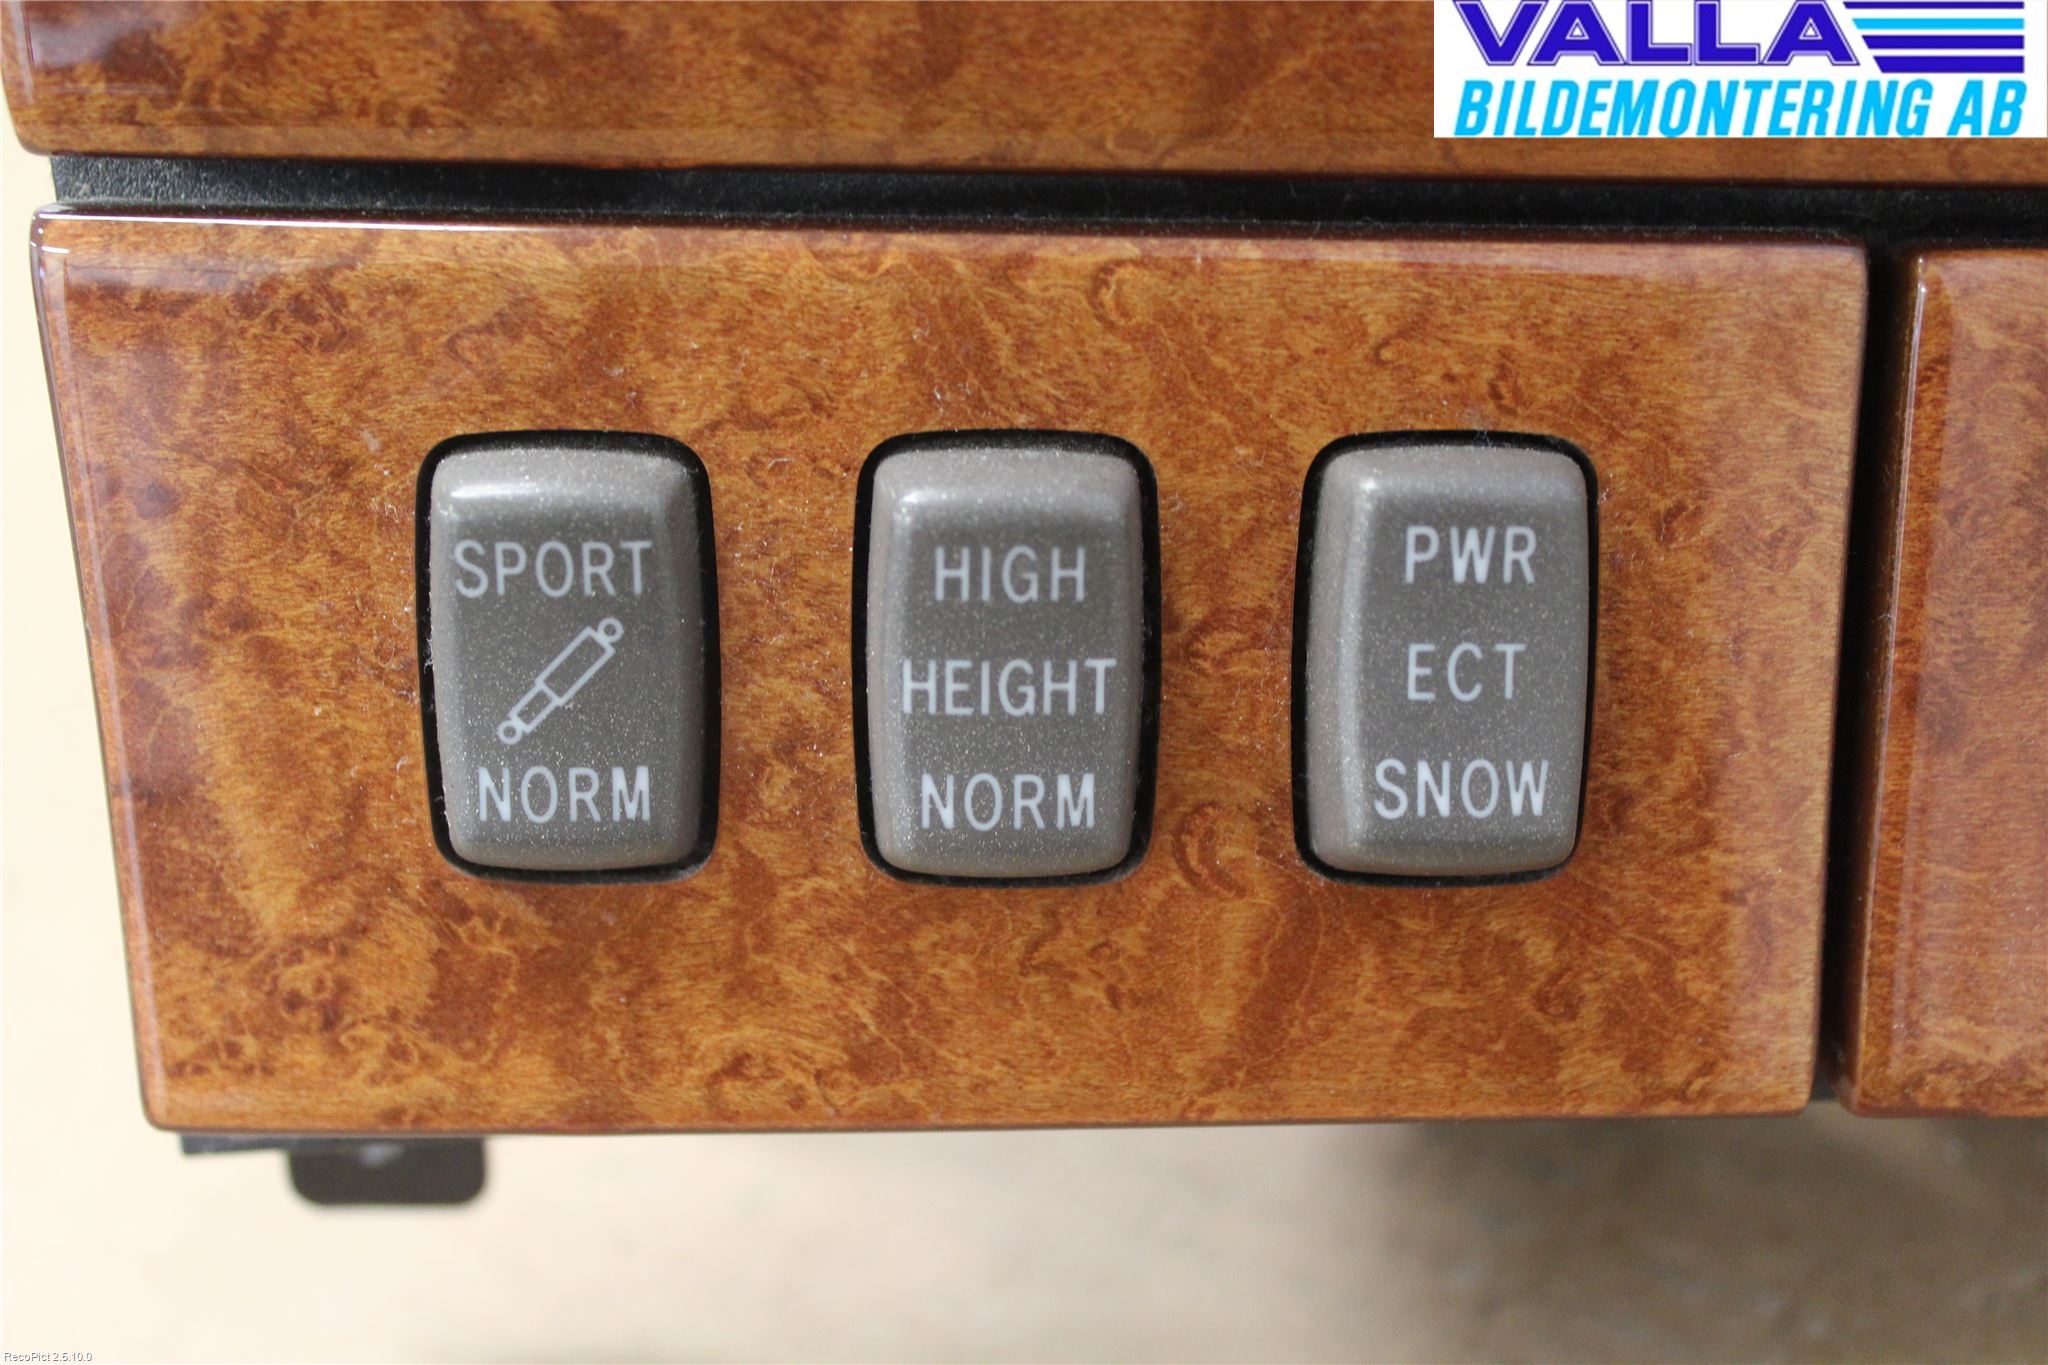 VALLA
BILDEMONTERING AB
SPORT
NORM
HIGH
HEIGHT
NORM
PWR
ECT
SNOW
RecoPict 2.5.10.0